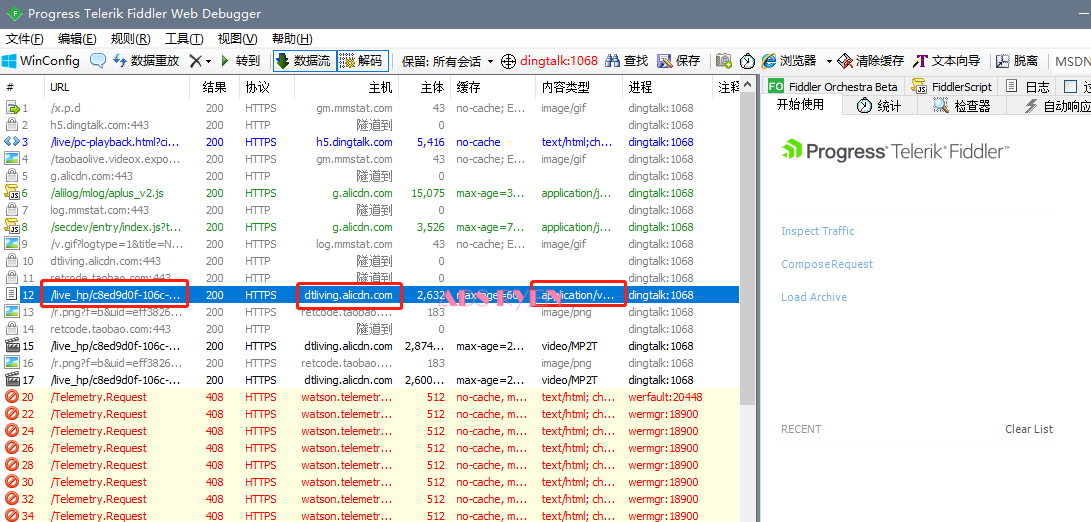 Progress Telerik Fiddler Web Debugger
文件(F) 编辑(E) 规则(R) 工具(T) 视图(V) 帮助(H)
WinConfig 数据重放 转到 数据流 解码 保留: 所有会话 dingtalk:1068 查找 保存 浏览器 清除缓存 文本向导 脱离 MSDN
# URL 结果 协议 主机 主体 缓存 内容类型 进程 注释
1 /x.p.d 200 HTTPS gm.mmstat.com 43 no-cache; E... image/gif dingtalk:1068
2 h5.dingtalk.com:443 200 HTTP 隧道到 0 dingtalk:1068
3 /live/pc-playback.html?ci... 200 HTTPS h5.dingtalk.com 5,416 no-cache text/html;ch... dingtalk:1068
4 /taobaolive.videox.expo... 200 HTTPS gm.mmstat.com 43 no-cache; E... image/gif dingtalk:1068
5 g.alicdn.com:443 200 HTTP 隧道到 0 dingtalk:1068
6 /alilog/mlog/aplus_v2.js 200 HTTPS g.alicdn.com 15,075 max-age=3... application/j... dingtalk:1068
7 log.mmstat.com:443 200 HTTP 隧道到 0 dingtalk:1068
8 /secdev/entry/index.js?t... 200 HTTPS g.alicdn.com 3,526 max-age=7... application/j... dingtalk:1068
9 /v.gif?logtype=1&title=N... 200 HTTPS log.mmstat.com 43 no-cache; E... image/gif dingtalk:1068
10 dtliving.alicdn.com:443 200 HTTP 隧道到 0 dingtalk:1068
11 retcode.taobao.com:443 200 HTTP 隧道到 0 dingtalk:1068
12 /live_hp/c8ed9d0f-106c-... 200 HTTPS dtliving.alicdn.com 2,632 max-age=60... application/v... dingtalk:1068
13 /r.png?f=b&uid=eff3826... 200 HTTPS retcode.taobao.... 183 image/png dingtalk:1068
14 retcode.taobao.com:443 200 HTTP 隧道到 0 dingtalk:1068
15 /live_hp/c8ed9d0f-106c-... 200 HTTPS dtliving.alicdn.com 2,874... max-age=2... video/MP2T dingtalk:1068
16 /r.png?f=b&uid=eff3826... 200 HTTPS retcode.taobao.... 183 image/png dingtalk:1068
17 /live_hp/c8ed9d0f-106c-... 200 HTTPS dtliving.alicdn.com 2,600... max-age=2... video/MP2T dingtalk:1068
20 /Telemetry.Request 408 HTTPS watson.telemetr... 512 no-cache, m... text/html; ch... werfault:20448
22 /Telemetry.Request 408 HTTPS watson.telemetr... 512 no-cache, m... text/html; ch... wermgr:18900
24 /Telemetry.Request 408 HTTPS watson.telemetr... 512 no-cache, m... text/html; ch... wermgr:18900
26 /Telemetry.Request 408 HTTPS watson.telemetr... 512 no-cache, m... text/html; ch... wermgr:18900
28 /Telemetry.Request 408 HTTPS watson.telemetr... 512 no-cache, m... text/html; ch... wermgr:18900
30 /Telemetry.Request 408 HTTPS watson.telemetr... 512 no-cache, m... text/html; ch... wermgr:18900
32 /Telemetry.Request 408 HTTPS watson.telemetr... 512 no-cache, m... text/html; ch... wermgr:18900
34 /Telemetry.Request 408 HTTPS watson.telemetr... 512 no-cache, m... text/html; ch... wermgr:18900
FO Fiddler Orchestra Beta FiddlerScript 日志
开始使用 统计 检查器 自动响应
Progress Telerik Fiddler
Inspect Traffic
ComposeRequest
Load Archive
RECENT Clear List